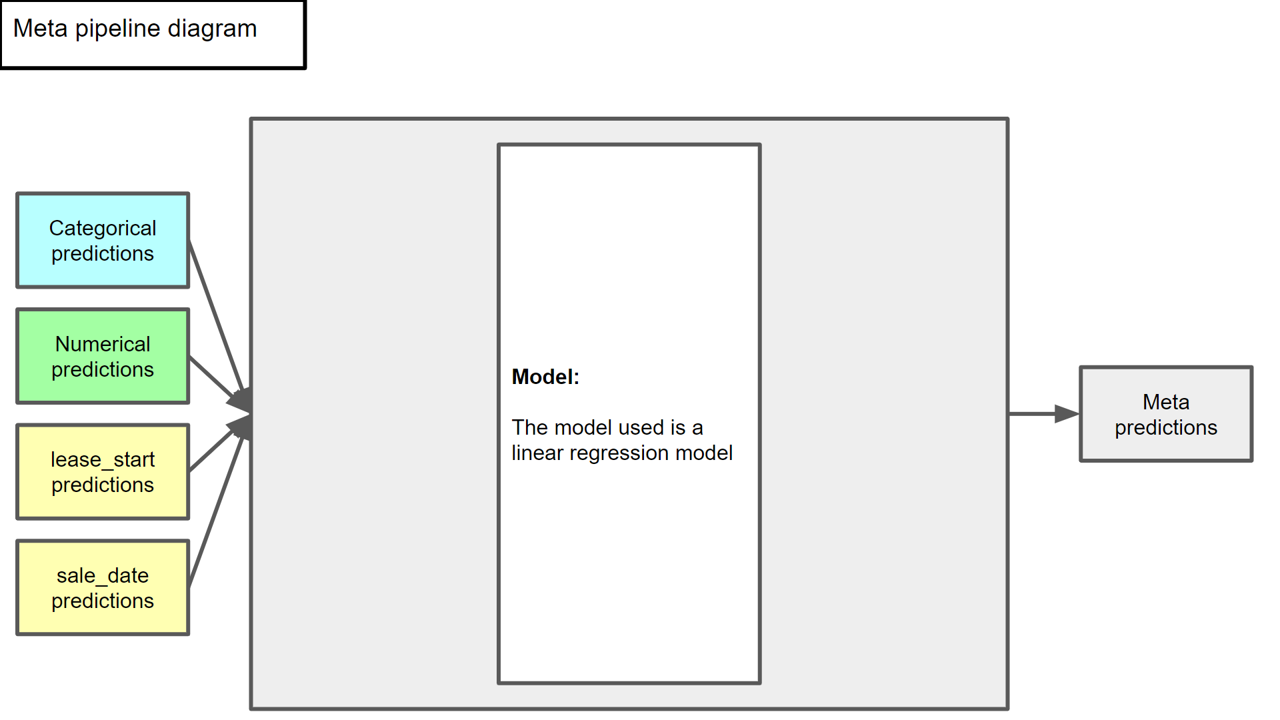 Meta pipeline diagram
Categorical
predictions
Numerical
predictions
lease_start
predictions
sale_date
predictions
Model:
The model used is a
linear regression model
Meta
predictions